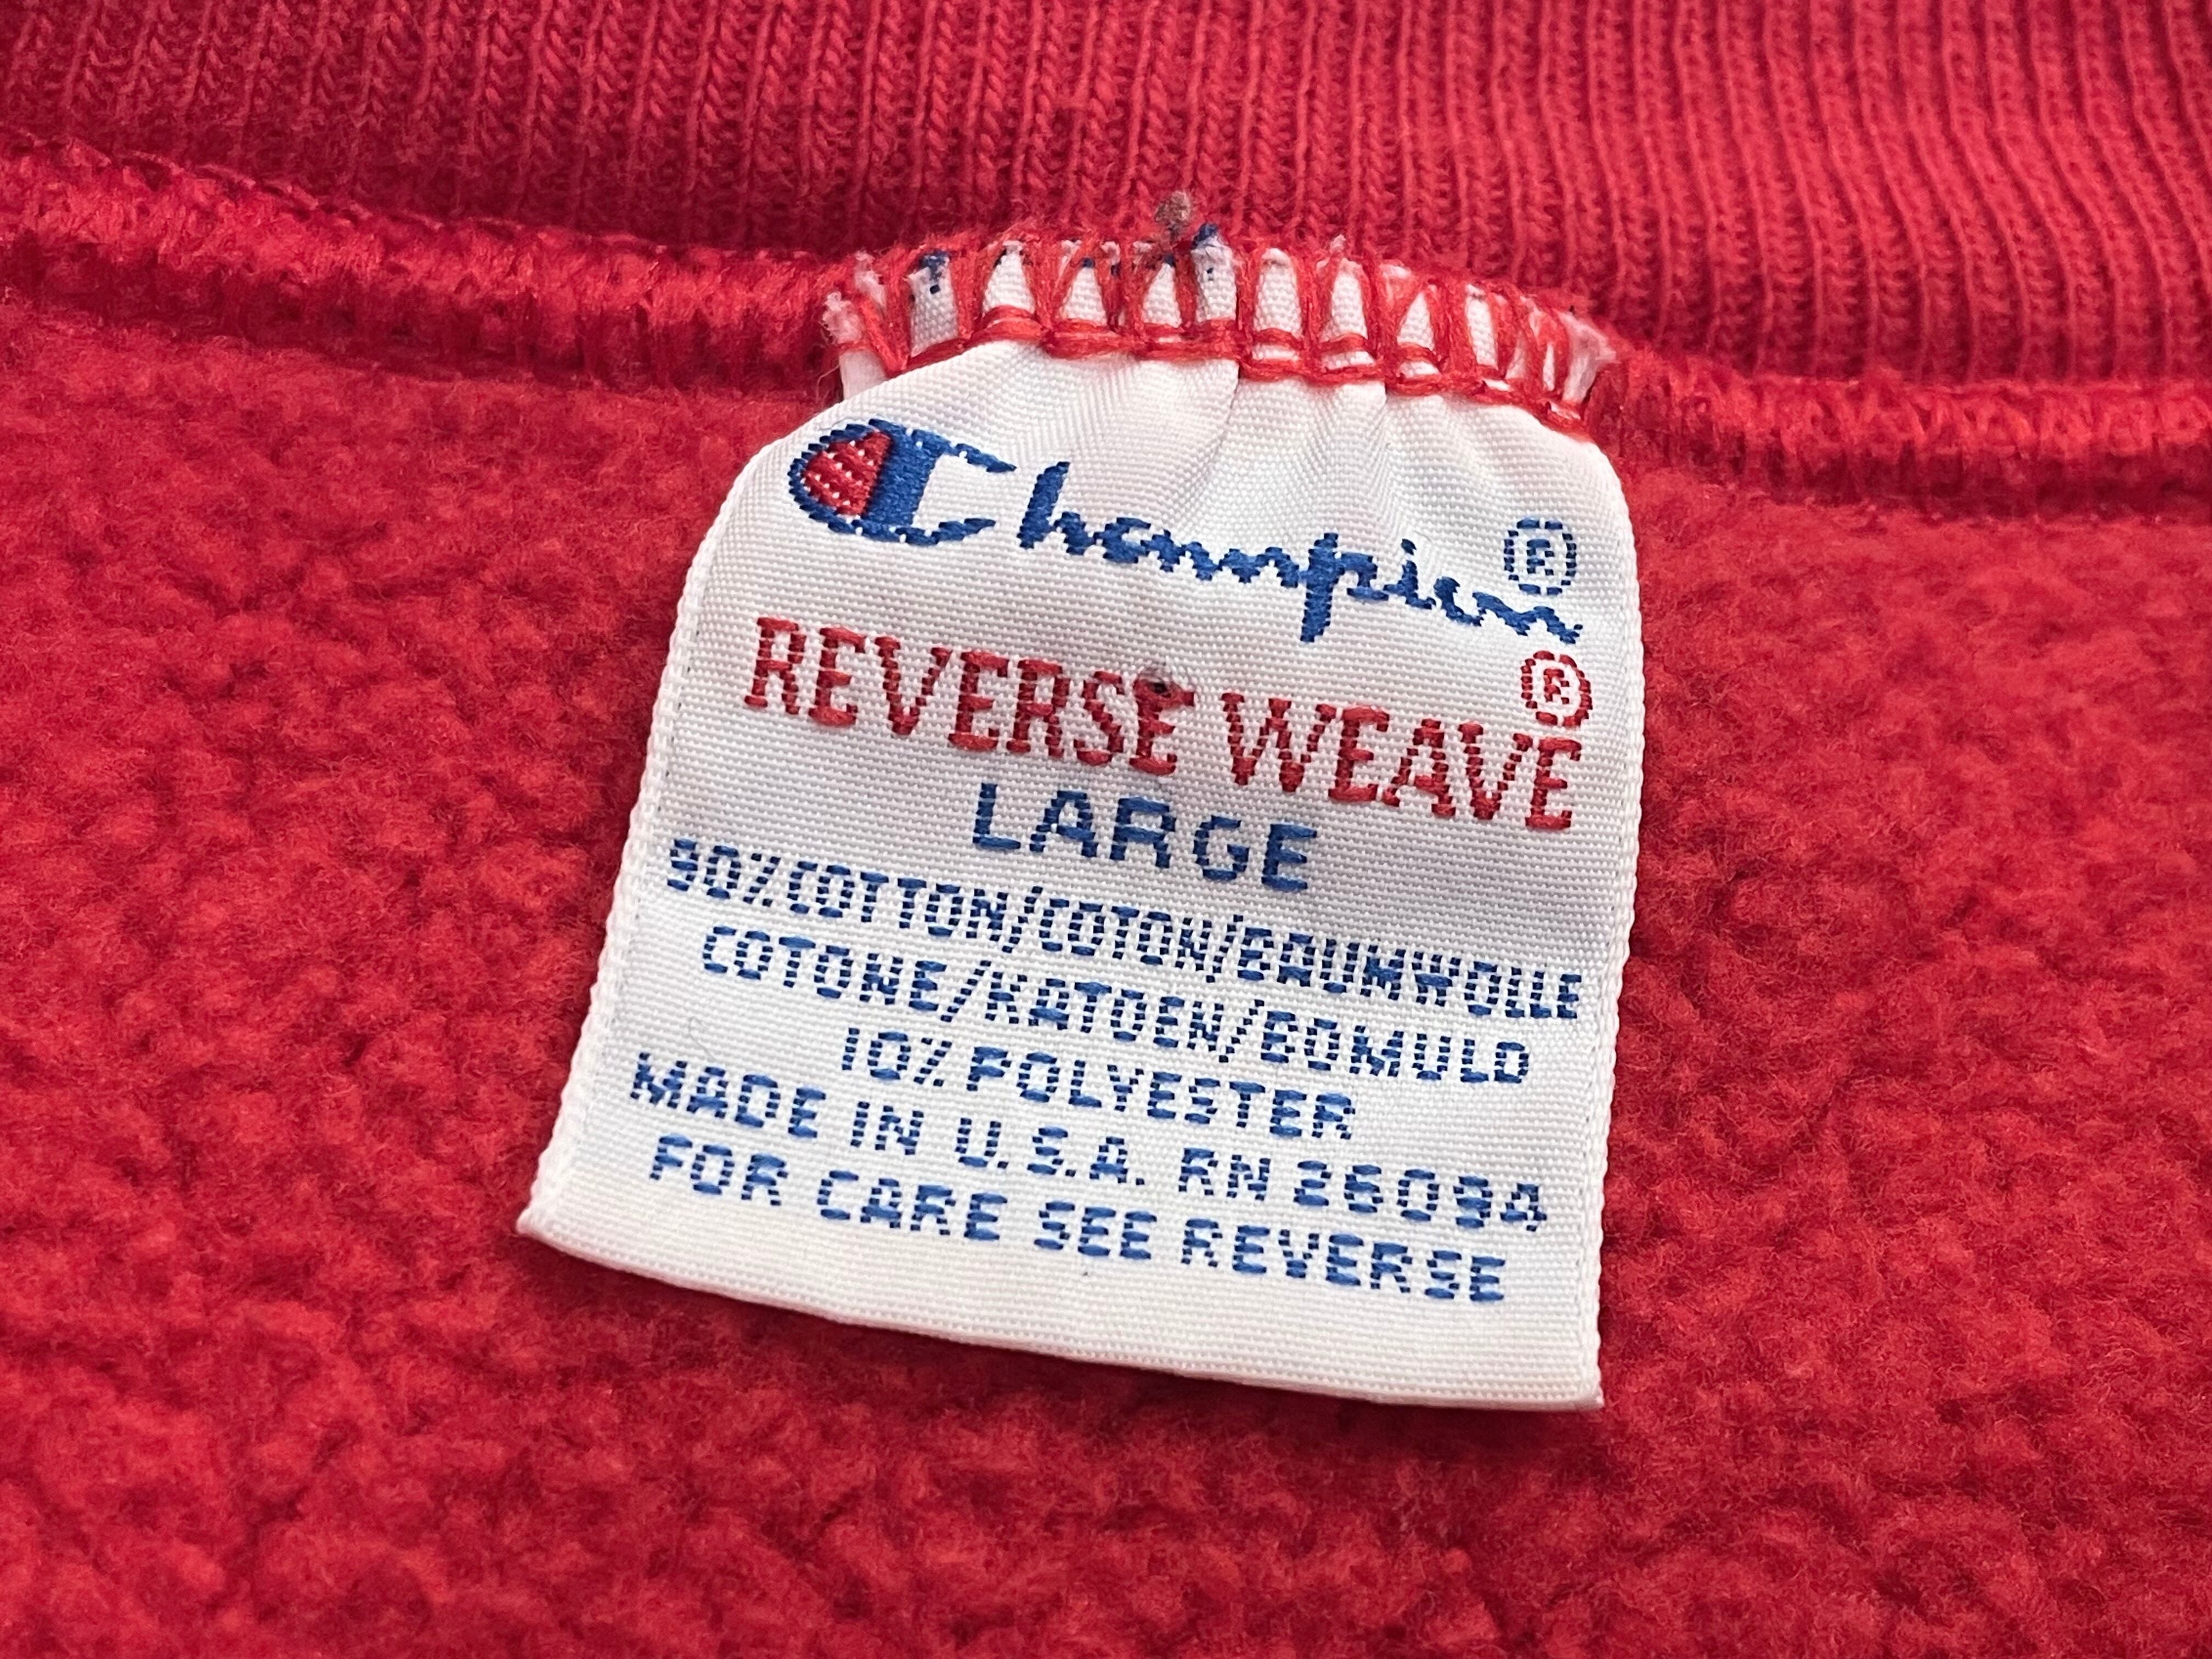 Champion®
REVERSE WEAVE®
LARGE
90% COTTON/COTON/BAUMWOLLE
COTONE/KATOEN/BOMULD
10% POLYESTER
MADE IN U.S.A. RN 26094
FOR CARE SEE REVERSE